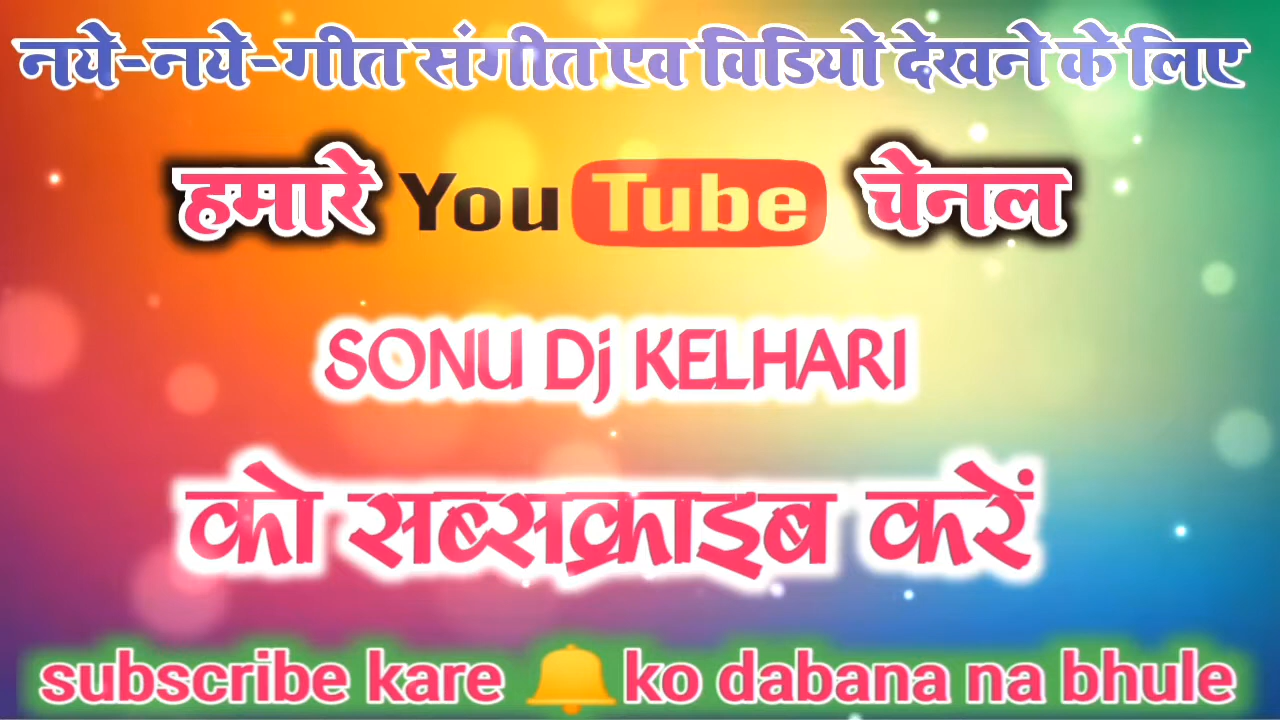 नये-नये-गीत संगीत एव विडियो देखने के लिए
हमारे YouTube चेनल
SONU Dj KELHARI
को सब्सक्राइब करें
subscribe kare 🔔 ko dabana na bhule